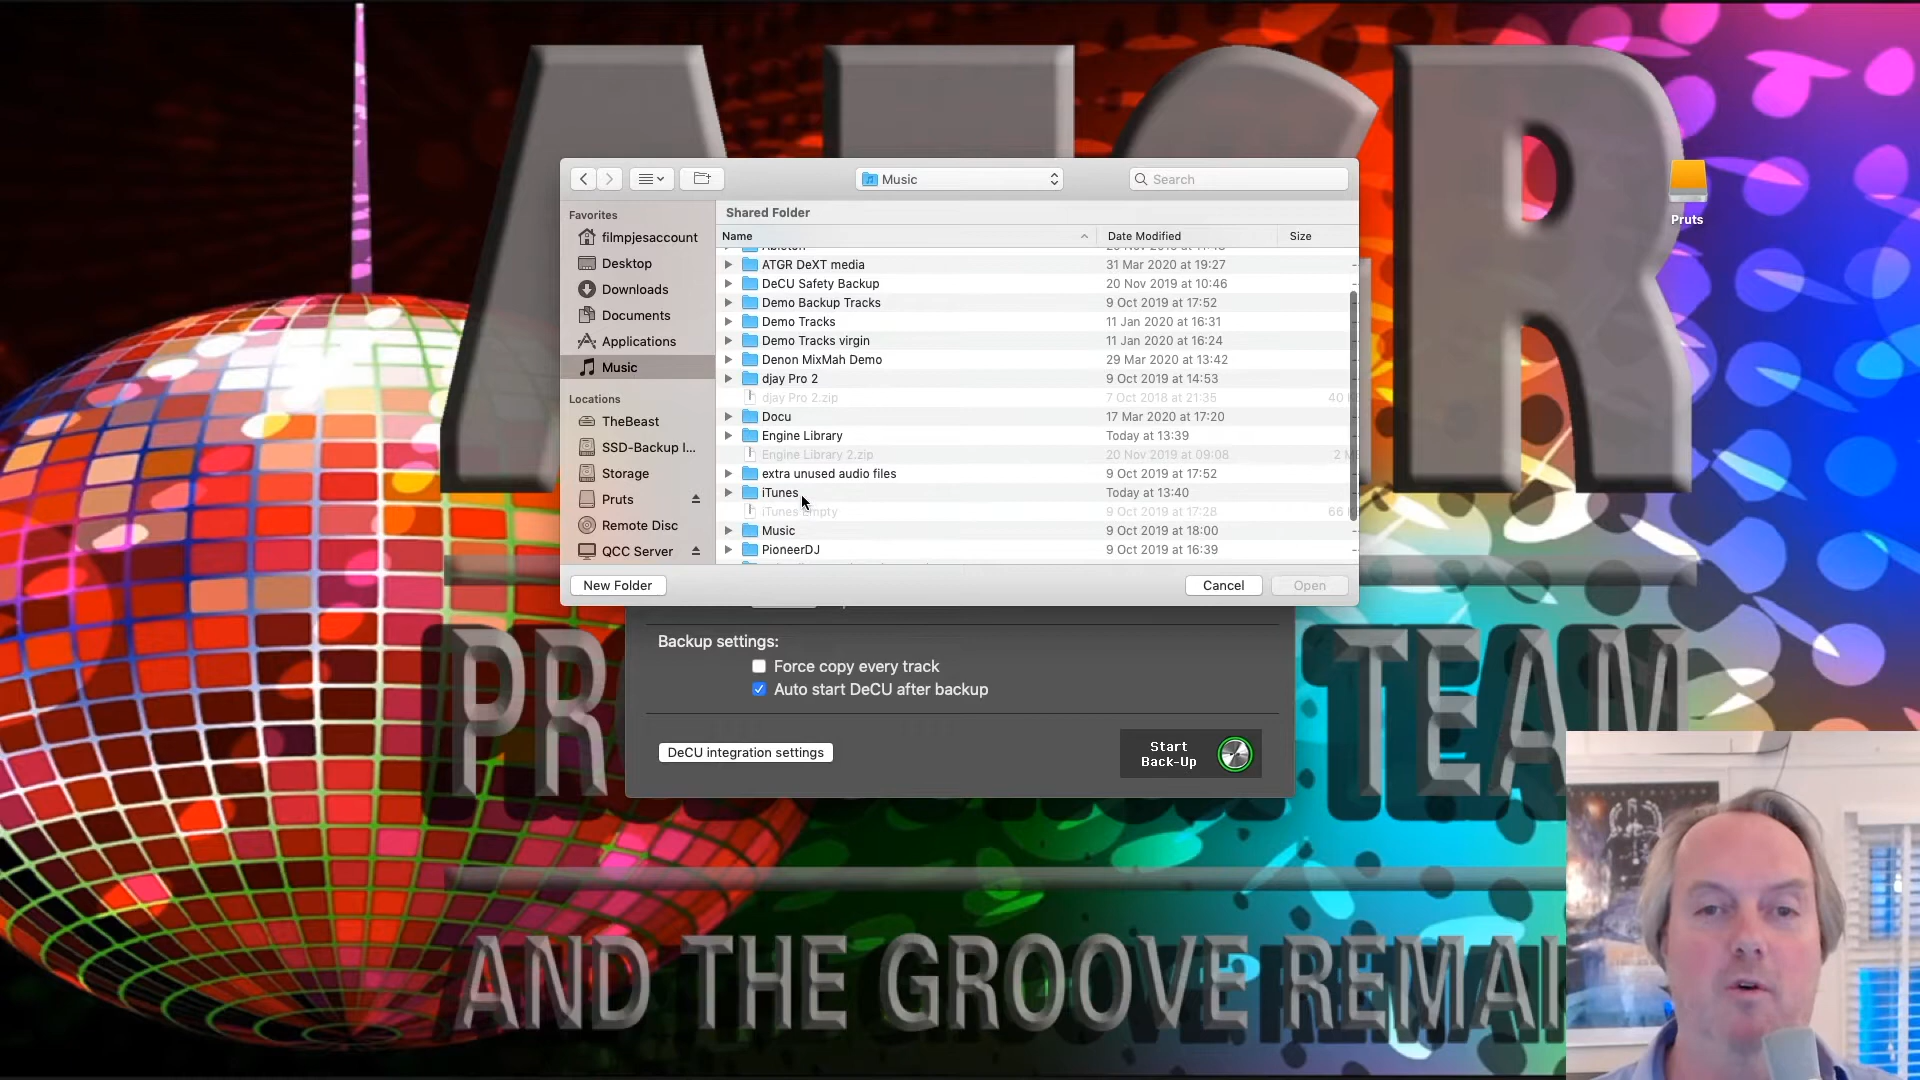 ATGR
Pruts
Music
Search
Favorites
filmpjesaccount
Desktop
Downloads
Documents
Applications
Music
Locations
TheBeast
SSD-Backup I...
Storage
Pruts
Remote Disc
QCC Server
Shared Folder
Name Date Modified Size
ATGR DeXT media 31 Mar 2020 at 19:27
DeCU Safety Backup 20 Nov 2019 at 10:46
Demo Backup Tracks 9 Oct 2019 at 17:52
Demo Tracks 11 Jan 2020 at 16:31
Demo Tracks virgin 11 Jan 2020 at 16:24
Denon MixMah Demo 29 Mar 2020 at 13:42
djay Pro 2 9 Oct 2019 at 14:53
djay Pro 2.zip 7 Oct 2018 at 21:35 40
Docu 17 Mar 2020 at 17:20
Engine Library Today at 13:39
Engine Library 2.zip 20 Nov 2019 at 09:08 2
extra unused audio files 9 Oct 2019 at 17:52
iTunes Today at 13:40
iTunes Empty 9 Oct 2019 at 17:28 66
Music 9 Oct 2019 at 18:00
PioneerDJ 9 Oct 2019 at 16:39
New Folder
Cancel
Open
Backup settings:
Force copy every track
Auto start DeCU after backup
DeCU integration settings
Start
Back-Up
PR TEAM
AND THE GROOVE REMAI